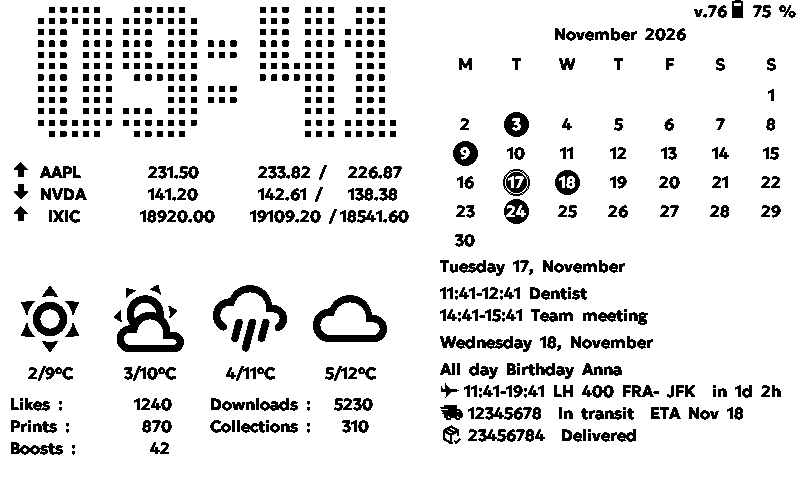 09:41
AAPL 231.50 233.82 / 226.87
NVDA 141.20 142.61 / 138.38
IXIC 18920.00 19109.20 / 18541.60
2/9°C 3/10°C 4/11°C 5/12°C
Likes : 1240 Downloads : 5230
Prints : 870 Collections : 310
Boosts : 42
v.76 75 %
November 2026
M T W T F S S
1
2 3 4 5 6 7 8
9 10 11 12 13 14 15
16 17 18 19 20 21 22
23 24 25 26 27 28 29
30
Tuesday 17, November
11:41-12:41 Dentist
14:41-15:41 Team meeting
Wednesday 18, November
All day Birthday Anna
11:41-19:41 LH 400 FRA- JFK in 1d 2h
12345678 In transit ETA Nov 18
23456784 Delivered